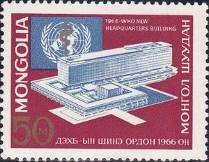 1966-WHO NEW
HEADQUARTERS BUILDING
MONGOLIA
МОНГОЛ ШУУДАН
50
ДЭХБ-ЫН ШИНЭ ОРДОН 1966 ОН